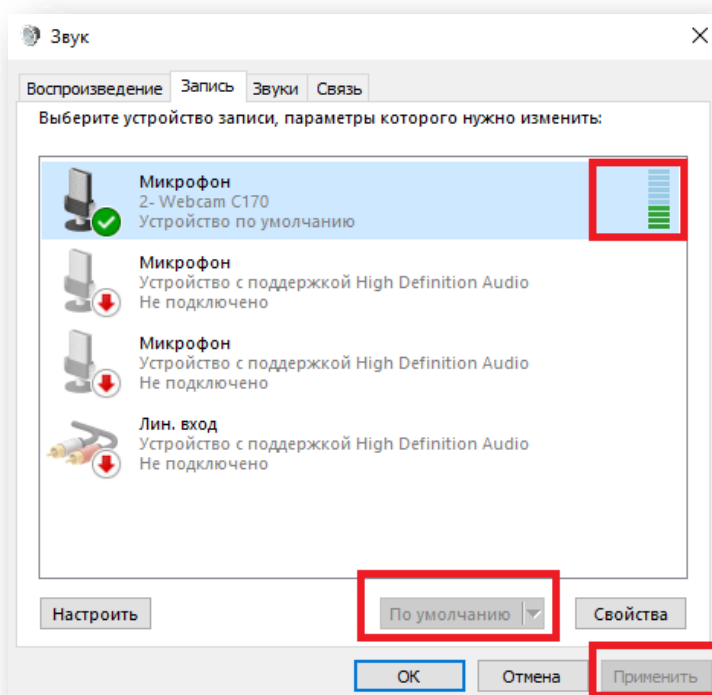 Звук
Воспроизведение Запись Звуки Связь
Выберите устройство записи, параметры которого нужно изменить:
Микрофон
2- Webcam C170
Устройство по умолчанию
Микрофон
Устройство с поддержкой High Definition Audio
Не подключено
Микрофон
Устройство с поддержкой High Definition Audio
Не подключено
Лин. вход
Устройство с поддержкой High Definition Audio
Не подключено
Настроить По умолчанию Свойства
ОК Отмена Применить